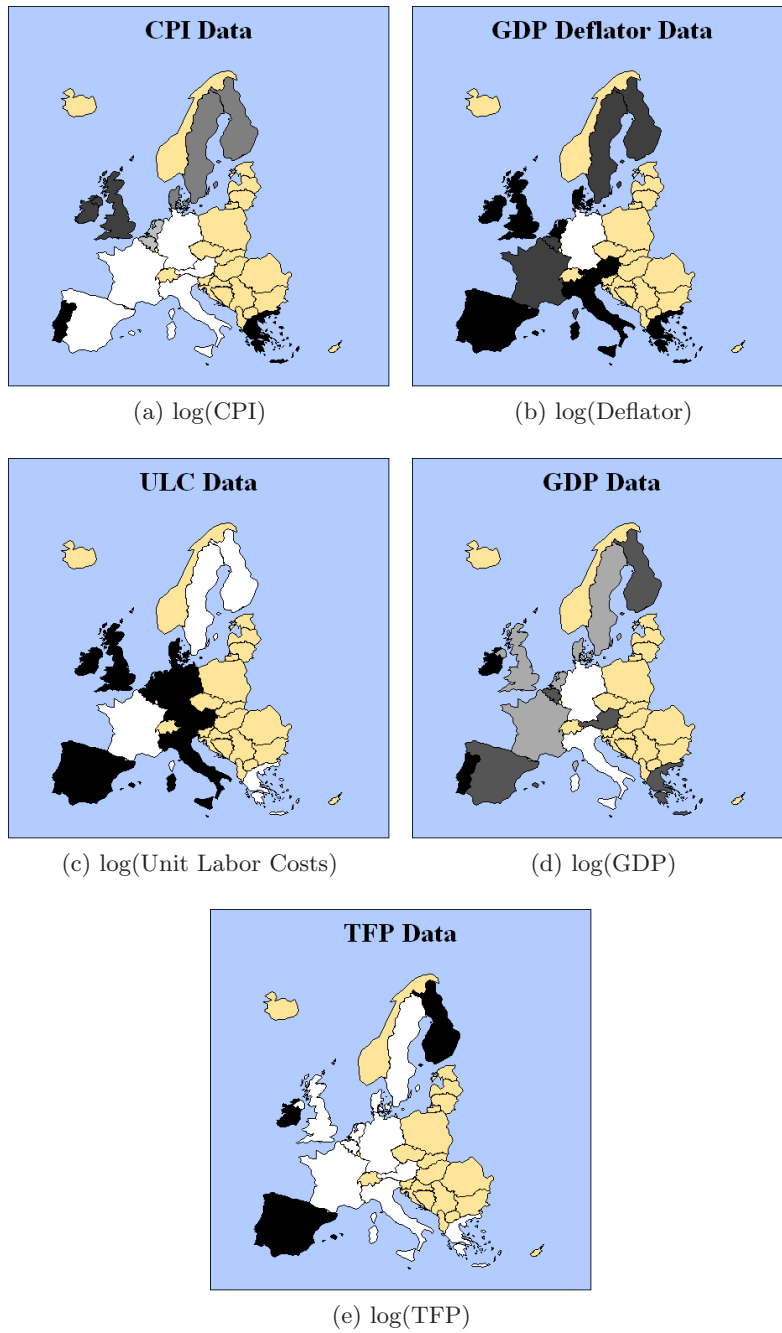 CPI Data
GDP Deflator Data
(a) log(CPI)
(b) log(Deflator)
ULC Data
GDP Data
(c) log(Unit Labor Costs)
(d) log(GDP)
TFP Data
(e) log(TFP)